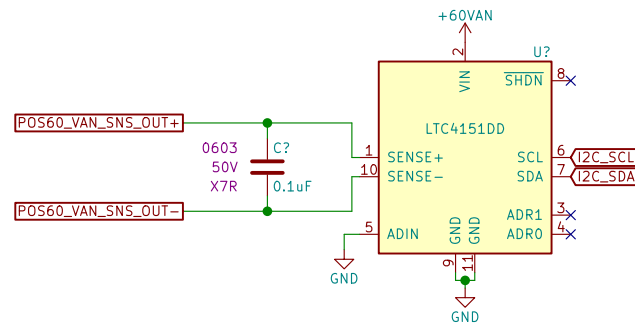 +60VAN
2
U?
VIN
SHDN
8
POS60_VAN_SNS_OUT+
0603
C?
50V
X7R
0.1uF
LTC4151DD
1
SENSE+
SCL
6
I2C_SCL
10
SENSE-
SDA
7
I2C_SDA
POS60_VAN_SNS_OUT-
ADR1
3
5
ADIN
ADR0
4
GND
GND
9
11
GND
GND